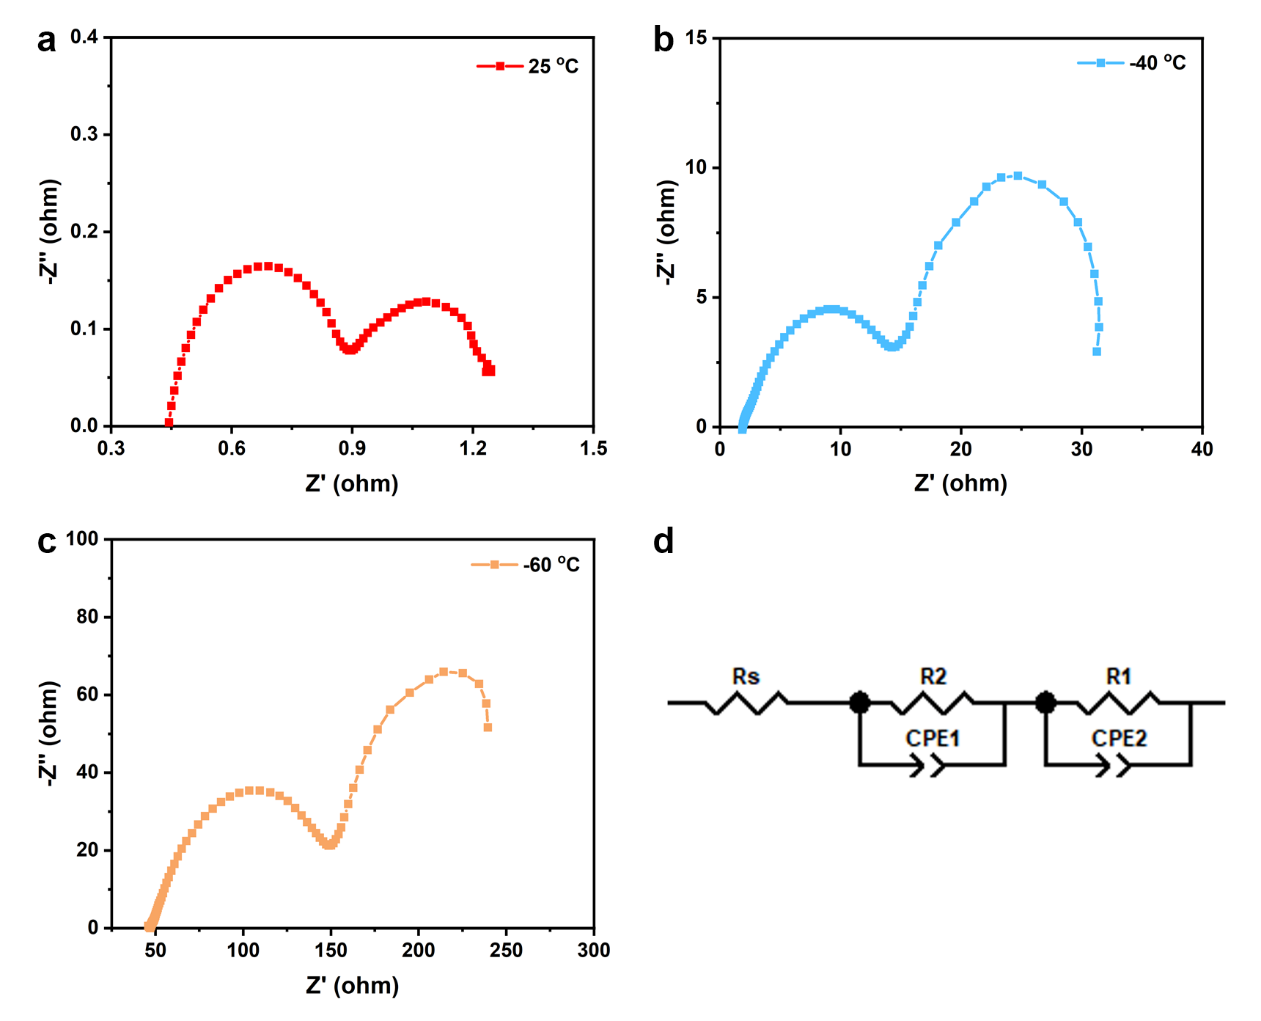 a
0.4
0.3
0.2
0.1
0.0
-Z'' (ohm)
25 °C
0.3 0.6 0.9 1.2 1.5
Z' (ohm)
b
15
10
5
0
-Z'' (ohm)
-40 °C
0 10 20 30 40
Z' (ohm)
c
100
80
60
40
20
0
-Z'' (ohm)
-60 °C
50 100 150 200 250 300
Z' (ohm)
d
Rs R2 R1
CPE1 CPE2